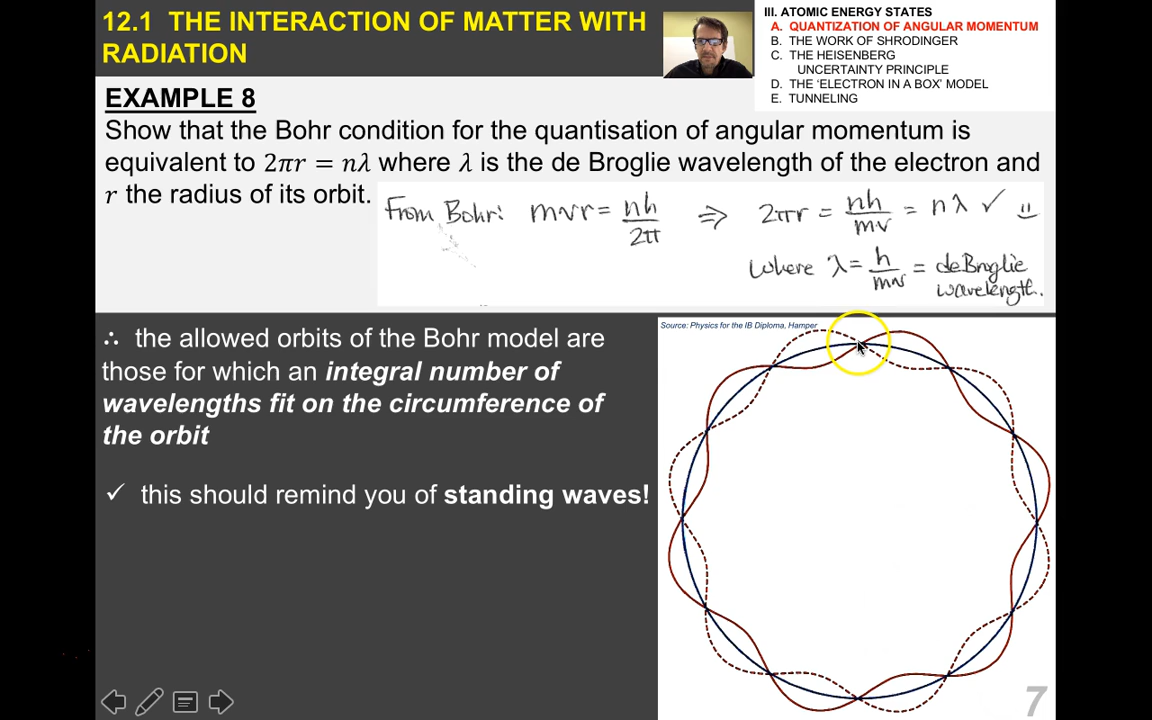 12.1 THE INTERACTION OF MATTER WITH
RADIATION
III. ATOMIC ENERGY STATES
A. QUANTIZATION OF ANGULAR MOMENTUM
B. THE WORK OF SHRODINGER
C. THE HEISENBERG
UNCERTAINTY PRINCIPLE
D. THE ‘ELECTRON IN A BOX’ MODEL
E. TUNNELING
EXAMPLE 8
Show that the Bohr condition for the quantisation of angular momentum is
equivalent to 2πr = nλ where λ is the de Broglie wavelength of the electron and
r the radius of its orbit.
From Bohr: mvr = nh/2π ⇒ 2πr = nh/mv = nλ ✓
where λ = h/mv = deBroglie
wavelength.
∴ the allowed orbits of the Bohr model are
those for which an integral number of
wavelengths fit on the circumference of
the orbit
✓ this should remind you of standing waves!
Source: Physics for the IB Diploma, Hamper
7